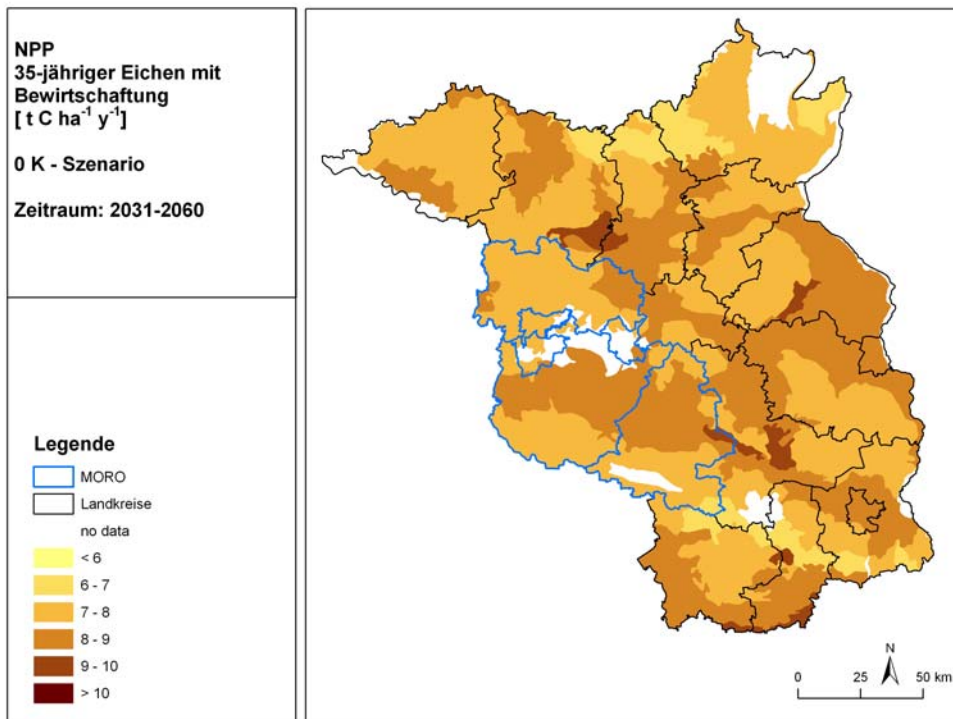 NPP
35-jähriger Eichen mit
Bewirtschaftung
[ t C ha⁻¹ y⁻¹]
0 K - Szenario
Zeitraum: 2031-2060
Legende
MORO
Landkreise
no data
< 6
6 - 7
7 - 8
8 - 9
9 - 10
> 10
N
0 25 50 km